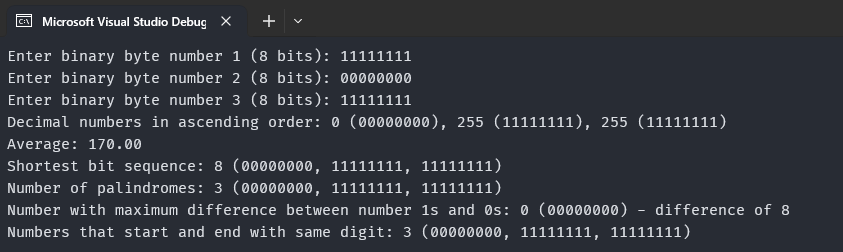 Microsoft Visual Studio Debug
Enter binary byte number 1 (8 bits): 11111111
Enter binary byte number 2 (8 bits): 00000000
Enter binary byte number 3 (8 bits): 11111111
Decimal numbers in ascending order: 0 (00000000), 255 (11111111), 255 (11111111)
Average: 170.00
Shortest bit sequence: 8 (00000000, 11111111, 11111111)
Number of palindromes: 3 (00000000, 11111111, 11111111)
Number with maximum difference between number 1s and 0s: 0 (00000000) - difference of 8
Numbers that start and end with same digit: 3 (00000000, 11111111, 11111111)